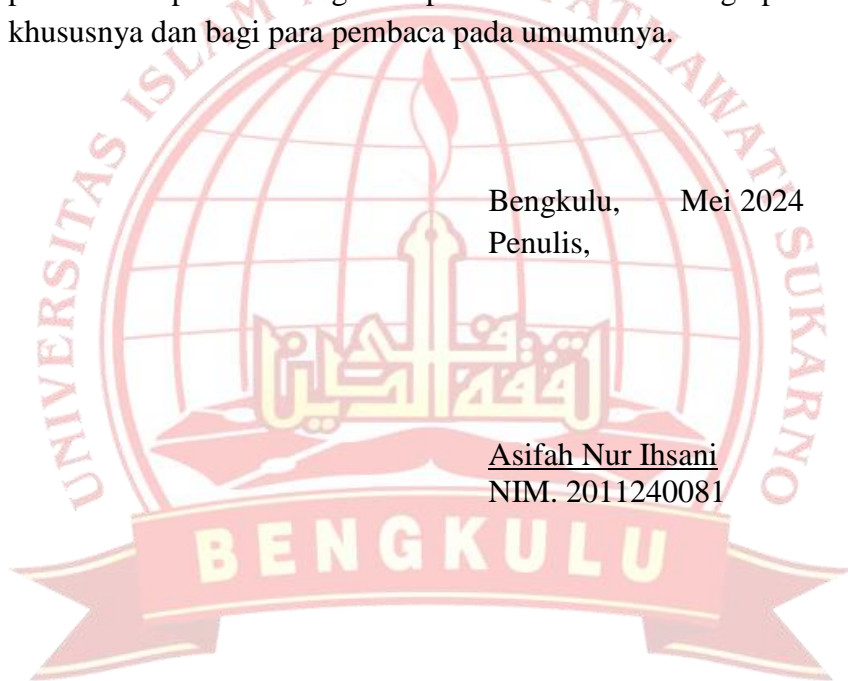 khususnya dan bagi para pembaca pada umumunya.
UNIVERSITAS ISLAM FATMAWATI SUKARNO
Bengkulu, Mei 2024
Penulis,
Asifah Nur Ihsani
NIM. 2011240081
BENGKULU